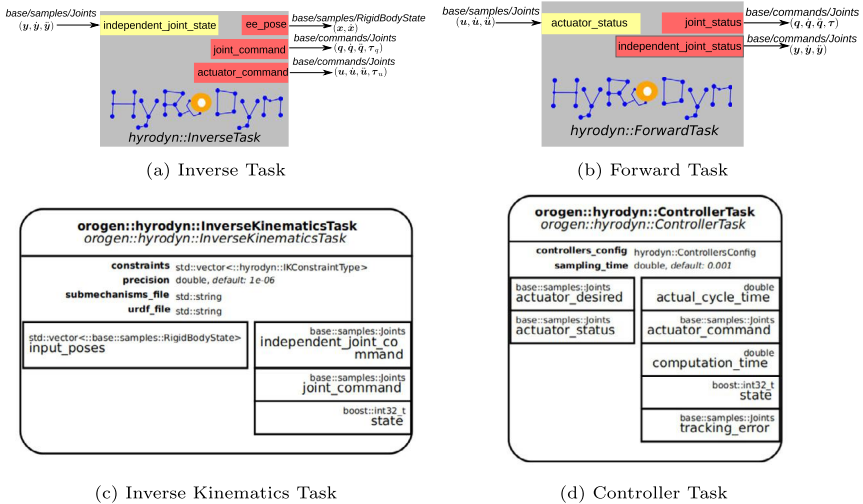 base/samples/Joints
(y, ẏ, ÿ)
independent_joint_state
ee_pose
base/samples/RigidBodyState
(x, ẋ)
joint_command
base/commands/Joints
(q, q̇, q̈, τ_q)
actuator_command
base/commands/Joints
(u, u̇, ü, τ_u)
HyRODyn
hyrodyn::InverseTask
(a) Inverse Task
base/samples/Joints
(u, u̇, ü)
actuator_status
joint_status
base/commands/Joints
(q, q̇, q̈, τ)
independent_joint_status
base/commands/Joints
(y, ẏ, ÿ)
HyRODyn
hyrodyn::ForwardTask
(b) Forward Task
orogen::hyrodyn::InverseKinematicsTask
orogen::hyrodyn::InverseKinematicsTask
constraints std::vector<::hyrodyn::IKConstraintType>
precision double, default: 1e-06
submechanisms_file std::string
urdf_file std::string
std::vector<::base::samples::RigidBodyState>
input_poses
base::samples::Joints
independent_joint_co
mmand
base::samples::Joints
joint_command
boost::int32_t
state
(c) Inverse Kinematics Task
orogen::hyrodyn::ControllerTask
orogen::hyrodyn::ControllerTask
controllers_config hyrodyn::ControllersConfig
sampling_time double, default: 0.001
base::samples::Joints
actuator_desired
base::samples::Joints
actuator_status
double
actual_cycle_time
base::samples::Joints
actuator_command
double
computation_time
boost::int32_t
state
base::samples::Joints
tracking_error
(d) Controller Task